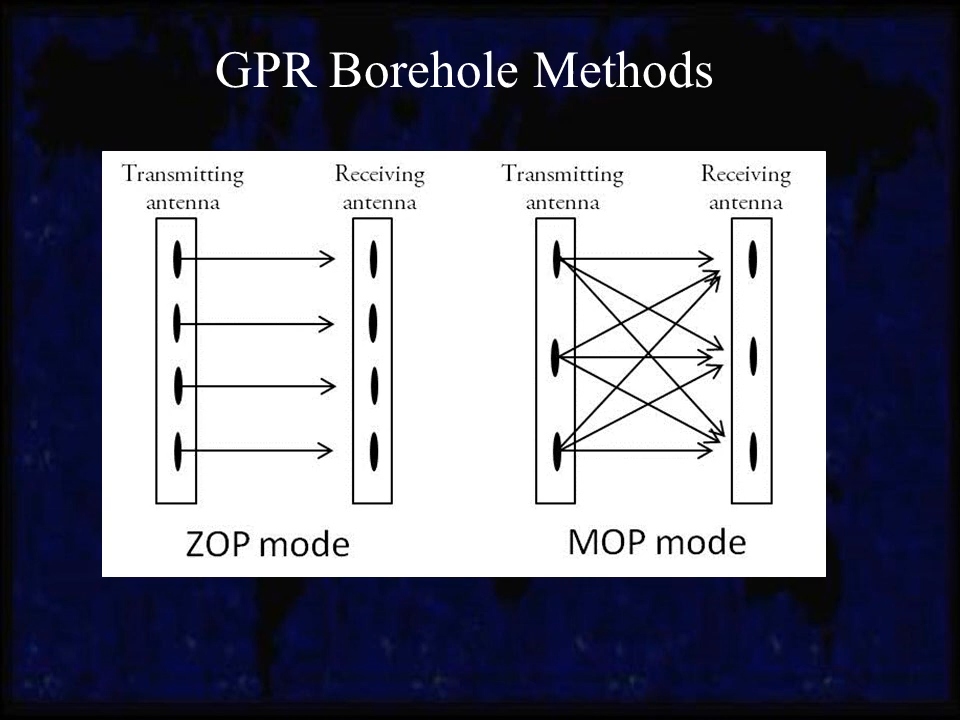 GPR Borehole Methods
Transmitting
antenna
Receiving
antenna
Transmitting
antenna
Receiving
antenna
ZOP mode
MOP mode